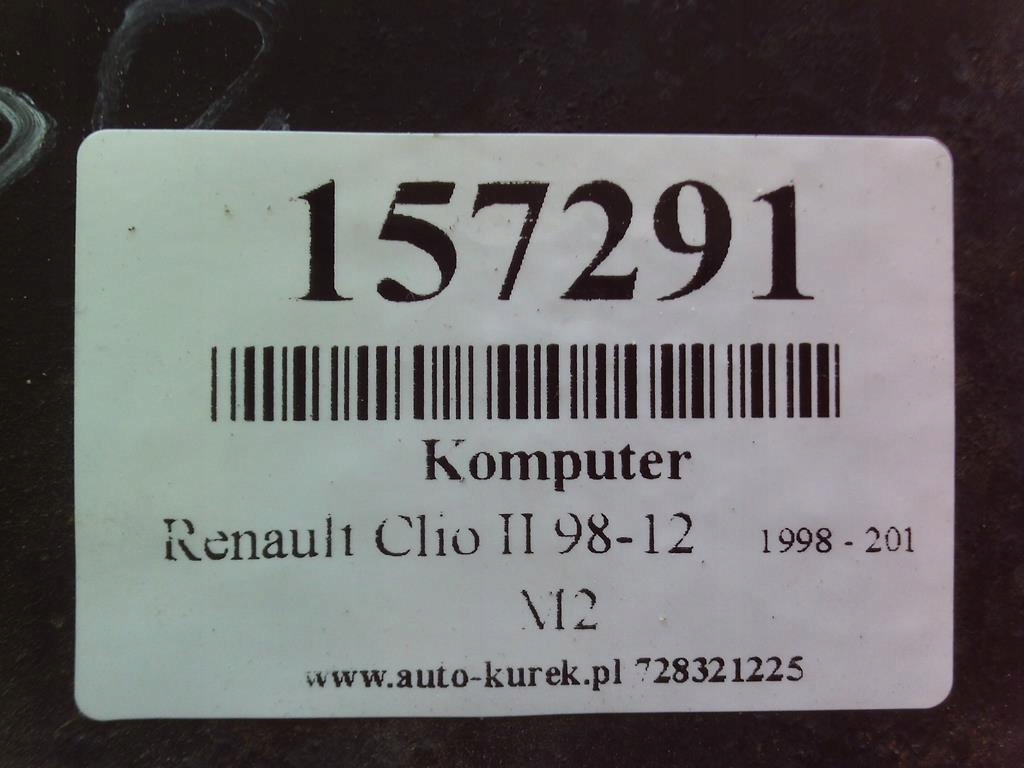 157291
Komputer
Renault Clio II 98-12 1998 - 201
M2
www.auto-kurek.pl 728321225